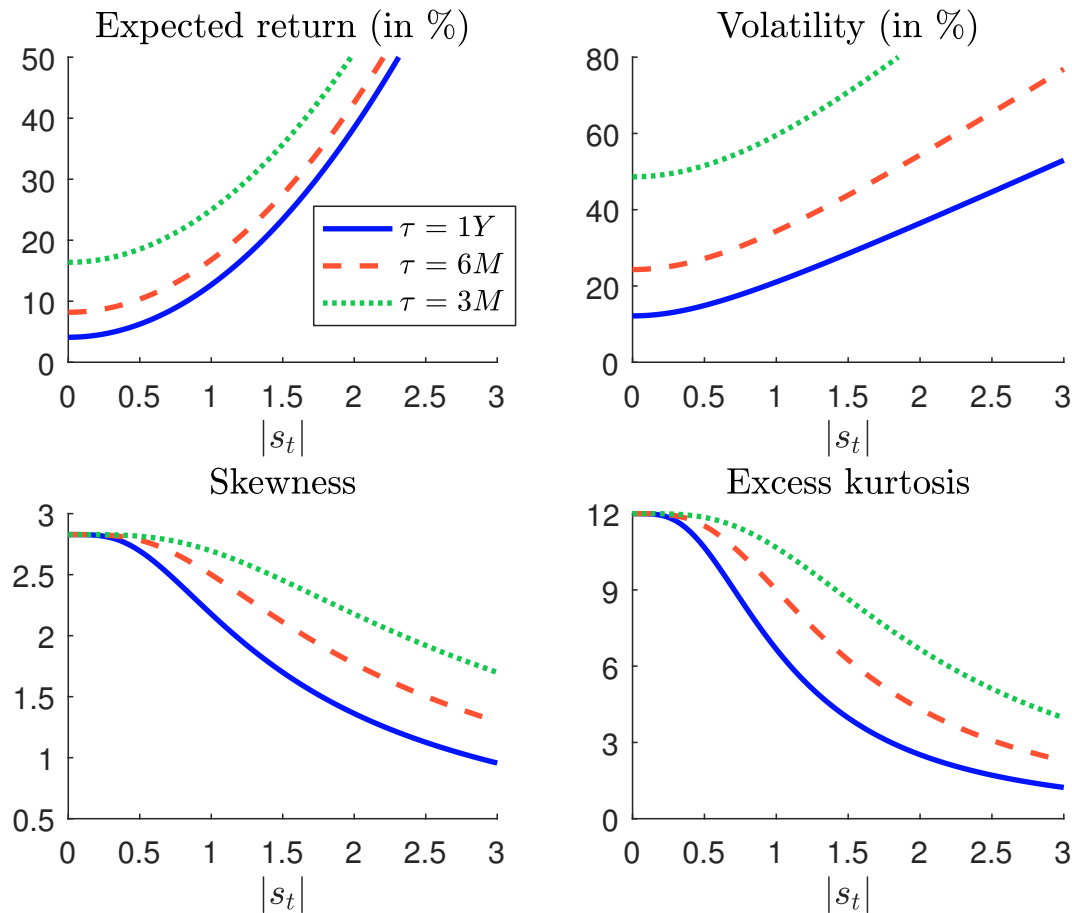 Expected return (in %)
50
40
30
20
10
0
0 0.5 1 1.5 2 2.5 3
|s_t|
τ = 1Y
τ = 6M
τ = 3M
Volatility (in %)
80
60
40
20
0
0 0.5 1 1.5 2 2.5 3
|s_t|
Skewness
3
2.5
2
1.5
1
0.5
0 0.5 1 1.5 2 2.5 3
|s_t|
Excess kurtosis
12
9
6
3
0
0 0.5 1 1.5 2 2.5 3
|s_t|